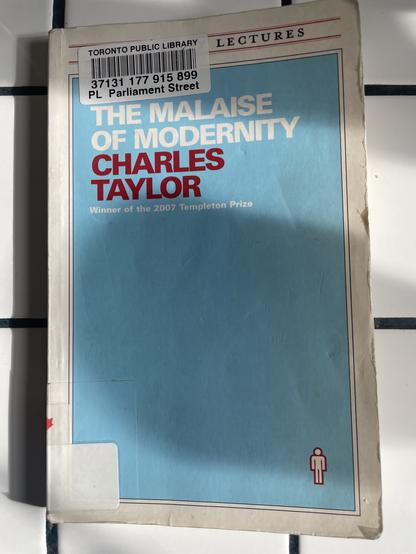 TORONTO PUBLIC LIBRARY
LECTURES
37131 177 915 899
PL Parliament Street
THE MALAISE
OF MODERNITY
CHARLES
TAYLOR
Winner of the 2007 Templeton Prize